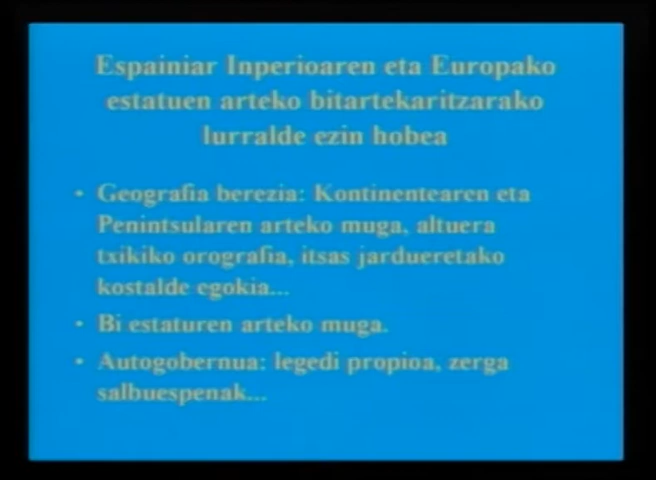 Espainiar Inperioaren eta Europako
estatuen arteko bitartekaritzarako
lurralde ezin hobea
• Geografia berezia: Kontinentearen eta
Penintsularen arteko muga, altuera
txikiko orografia, itsas jardueretako
kostalde egokia...
• Bi estaturen arteko muga.
• Autogobernua: legedi propioa, zerga
salbuespenak...